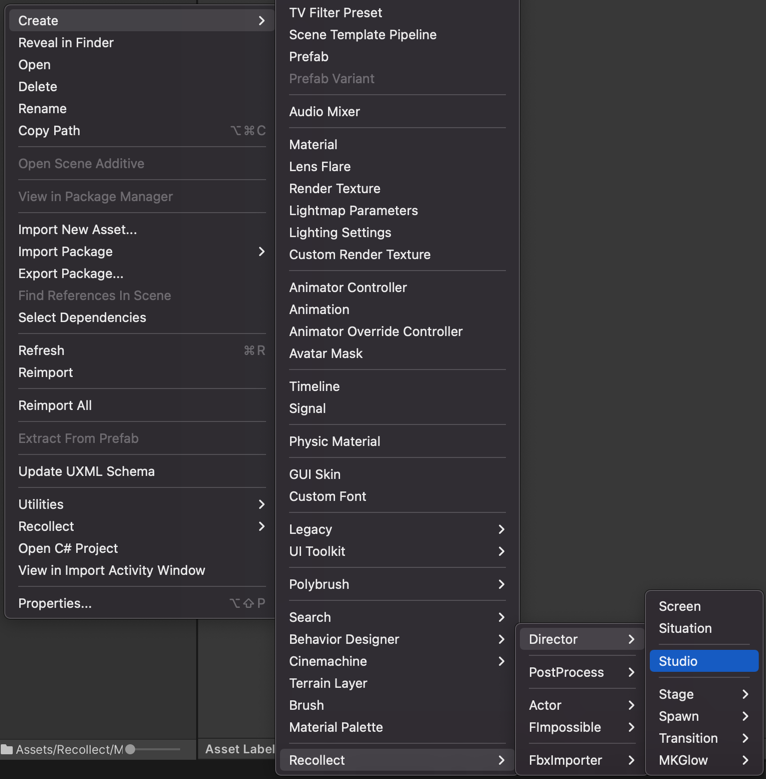 Create
Reveal in Finder
Open
Delete
Rename
Copy Path ⌥⌘C
Open Scene Additive
View in Package Manager
Import New Asset...
Import Package
Export Package...
Find References In Scene
Select Dependencies
Refresh ⌘R
Reimport
Reimport All
Extract From Prefab
Update UXML Schema
Utilities
Recollect
Open C# Project
View in Import Activity Window
Properties... ⌥⇧P
TV Filter Preset
Scene Template Pipeline
Prefab
Prefab Variant
Audio Mixer
Material
Lens Flare
Render Texture
Lightmap Parameters
Lighting Settings
Custom Render Texture
Animator Controller
Animation
Animator Override Controller
Avatar Mask
Timeline
Signal
Physic Material
GUI Skin
Custom Font
Legacy
UI Toolkit
Polybrush
Search
Behavior Designer
Cinemachine
Terrain Layer
Brush
Material Palette
Recollect
Director
PostProcess
Actor
FImpossible
FbxImporter
Screen
Situation
Studio
Stage
Spawn
Transition
MKGlow
Assets/Recollect/M
Asset Label